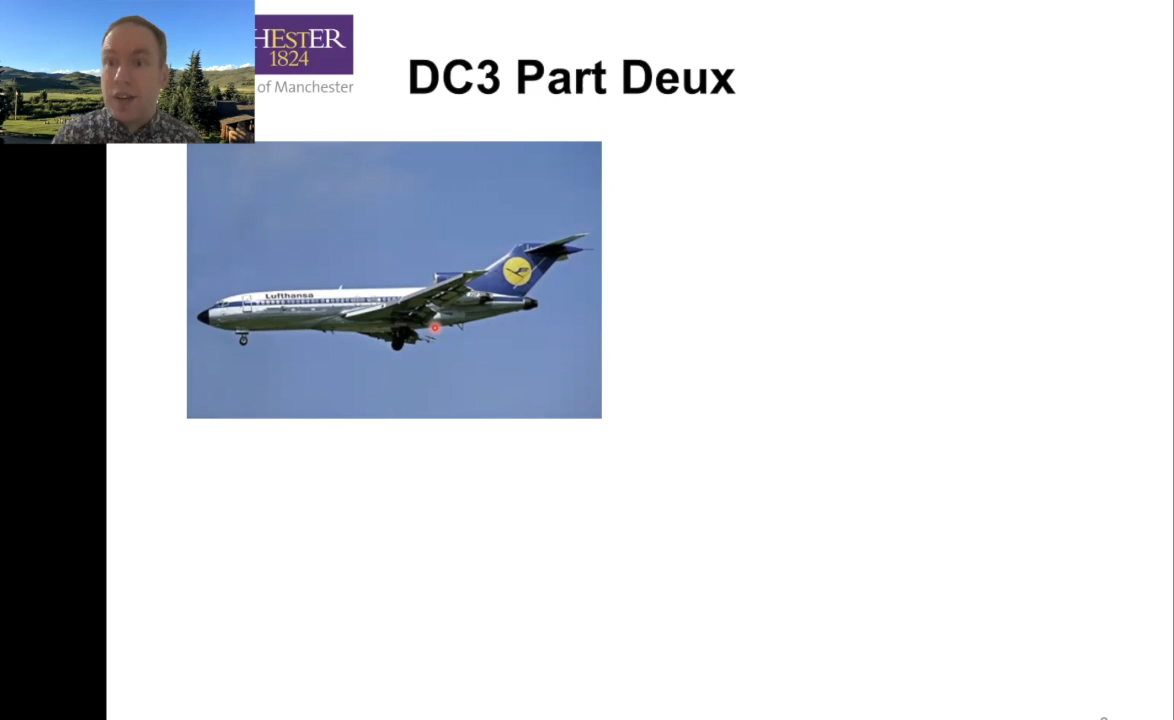 HESTER
1824
of Manchester
DC3 Part Deux
Lufthansa